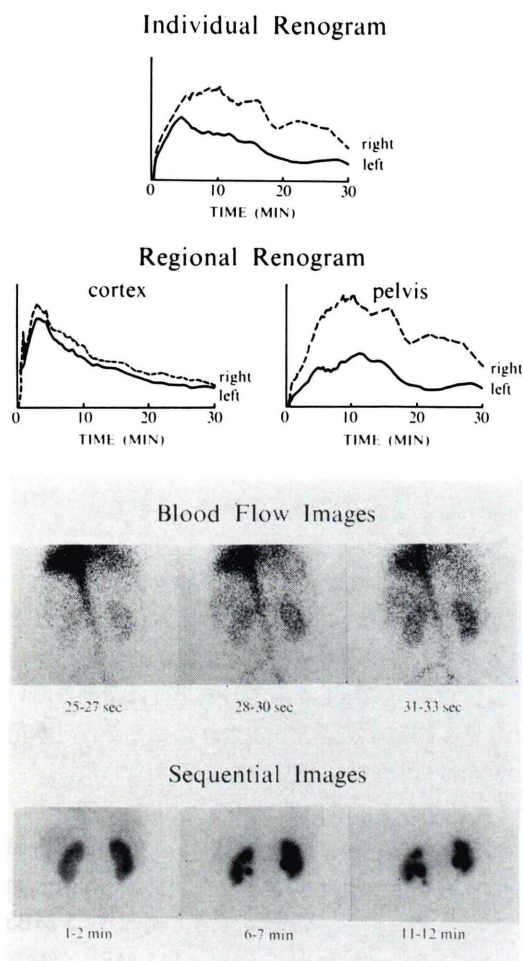 Individual Renogram
right
left
0 10 20 30
TIME (MIN)
Regional Renogram
cortex
right
left
0 10 20 30
TIME (MIN)
pelvis
right
left
0 10 20 30
TIME (MIN)
Blood Flow Images
25-27 sec 28-30 sec 31-33 sec
Sequential Images
1-2 min 6-7 min 11-12 min